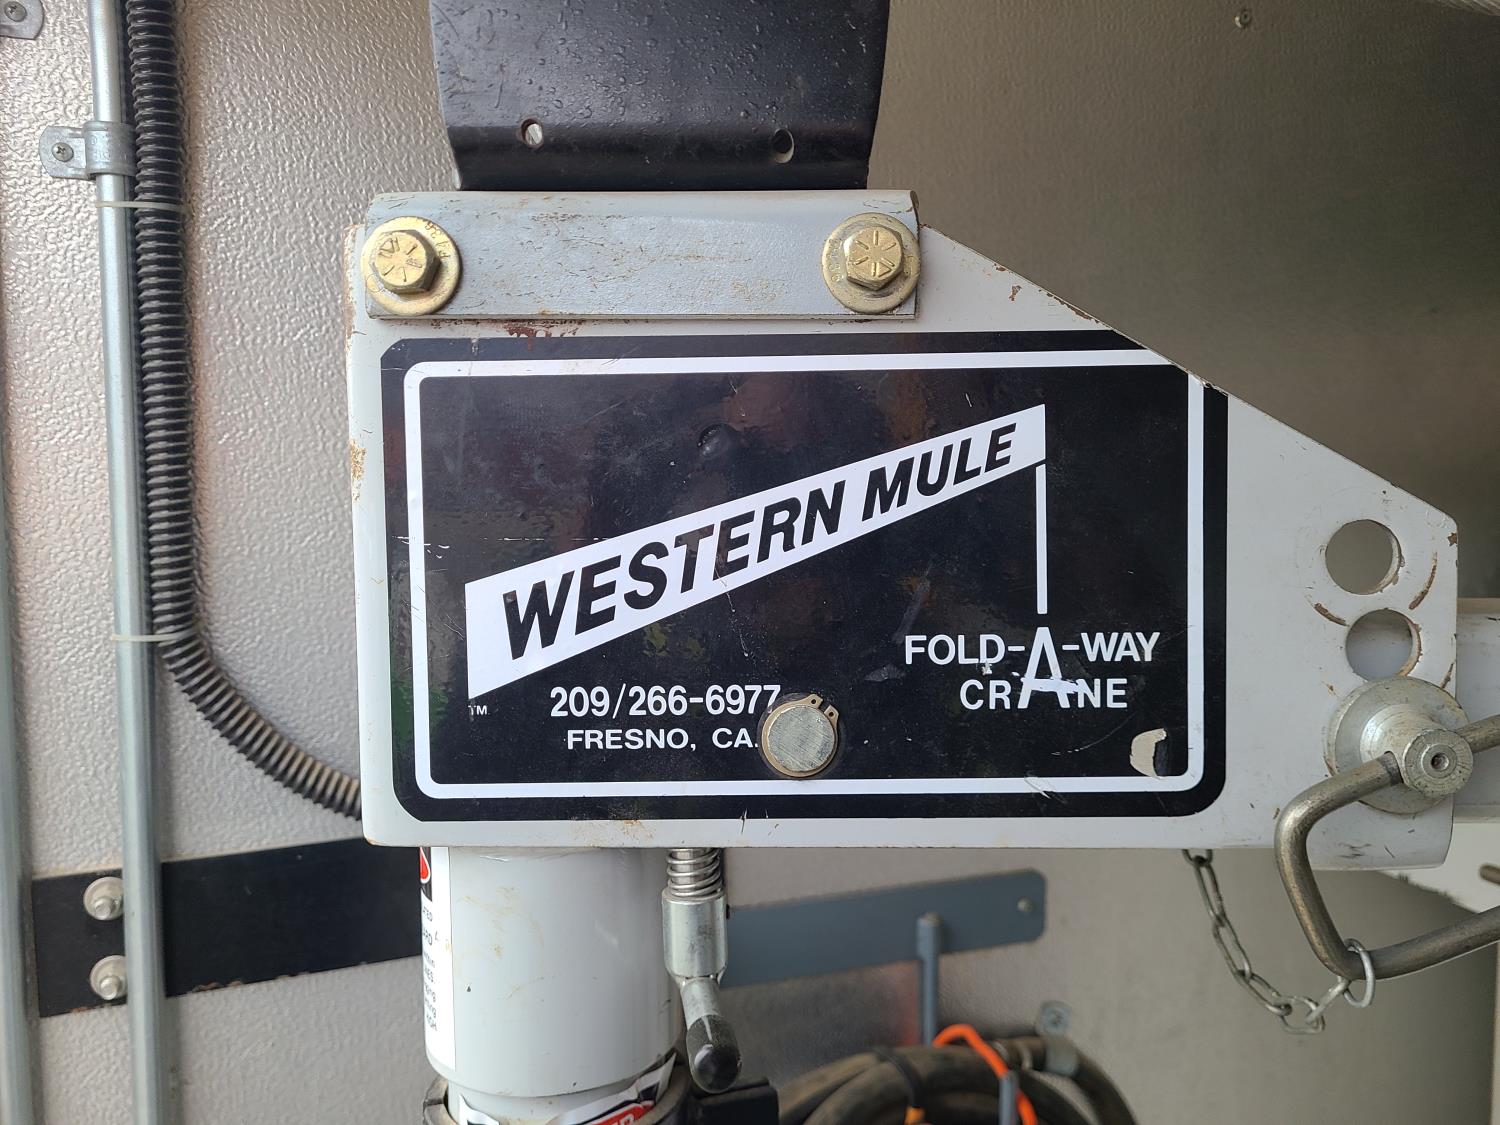 WESTERN MULE
FOLD-A-WAY
CRANE
TM
209/266-6977
FRESNO, CA.